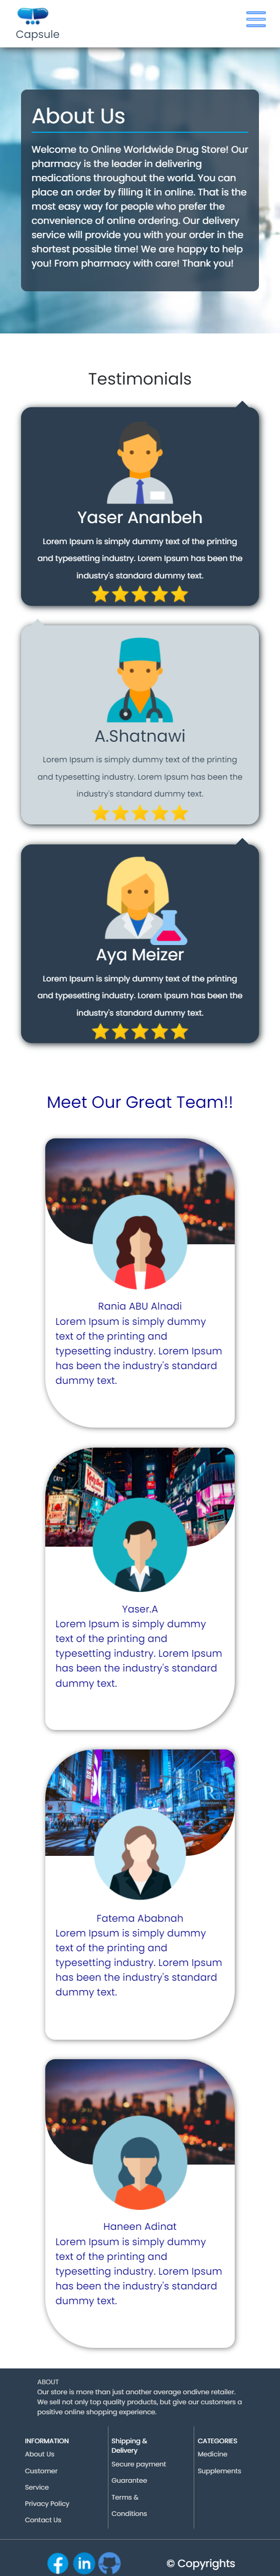 Capsule
About Us
Welcome to Online Worldwide Drug Store! Our
pharmacy is the leader in delivering
medications throughout the world. You can
place an order by filling it in online. That is the
most easy way for people who prefer the
convenience of online ordering. Our delivery
service will provide you with your order in the
shortest possible time! We are happy to help
you! From pharmacy with care! Thank you!
Testimonials
Yaser Ananbeh
Lorem Ipsum is simply dummy text of the printing
and typesetting industry. Lorem Ipsum has been the
industry's standard dummy text.
A.Shatnawi
Lorem Ipsum is simply dummy text of the printing
and typesetting industry. Lorem Ipsum has been the
industry's standard dummy text.
Aya Meizer
Lorem Ipsum is simply dummy text of the printing
and typesetting industry. Lorem Ipsum has been the
industry's standard dummy text.
Meet Our Great Team!!
Rania ABU Alnadi
Lorem Ipsum is simply dummy
text of the printing and
typesetting industry. Lorem Ipsum
has been the industry's standard
dummy text.
Yaser.A
Lorem Ipsum is simply dummy
text of the printing and
typesetting industry. Lorem Ipsum
has been the industry's standard
dummy text.
Fatema Ababnah
Lorem Ipsum is simply dummy
text of the printing and
typesetting industry. Lorem Ipsum
has been the industry's standard
dummy text.
Haneen Adinat
Lorem Ipsum is simply dummy
text of the printing and
typesetting industry. Lorem Ipsum
has been the industry's standard
dummy text.
ABOUT
Our store is more than just another average ondivne retailer.
We sell not only top quality products, but give our customers a
positive online shopping experience.
INFORMATION
About Us
Customer
Service
Privacy Policy
Contact Us
Shipping &
Delivery
Secure payment
Guarantee
Terms &
Conditions
CATEGORIES
Medicine
Supplements
© Copyrights